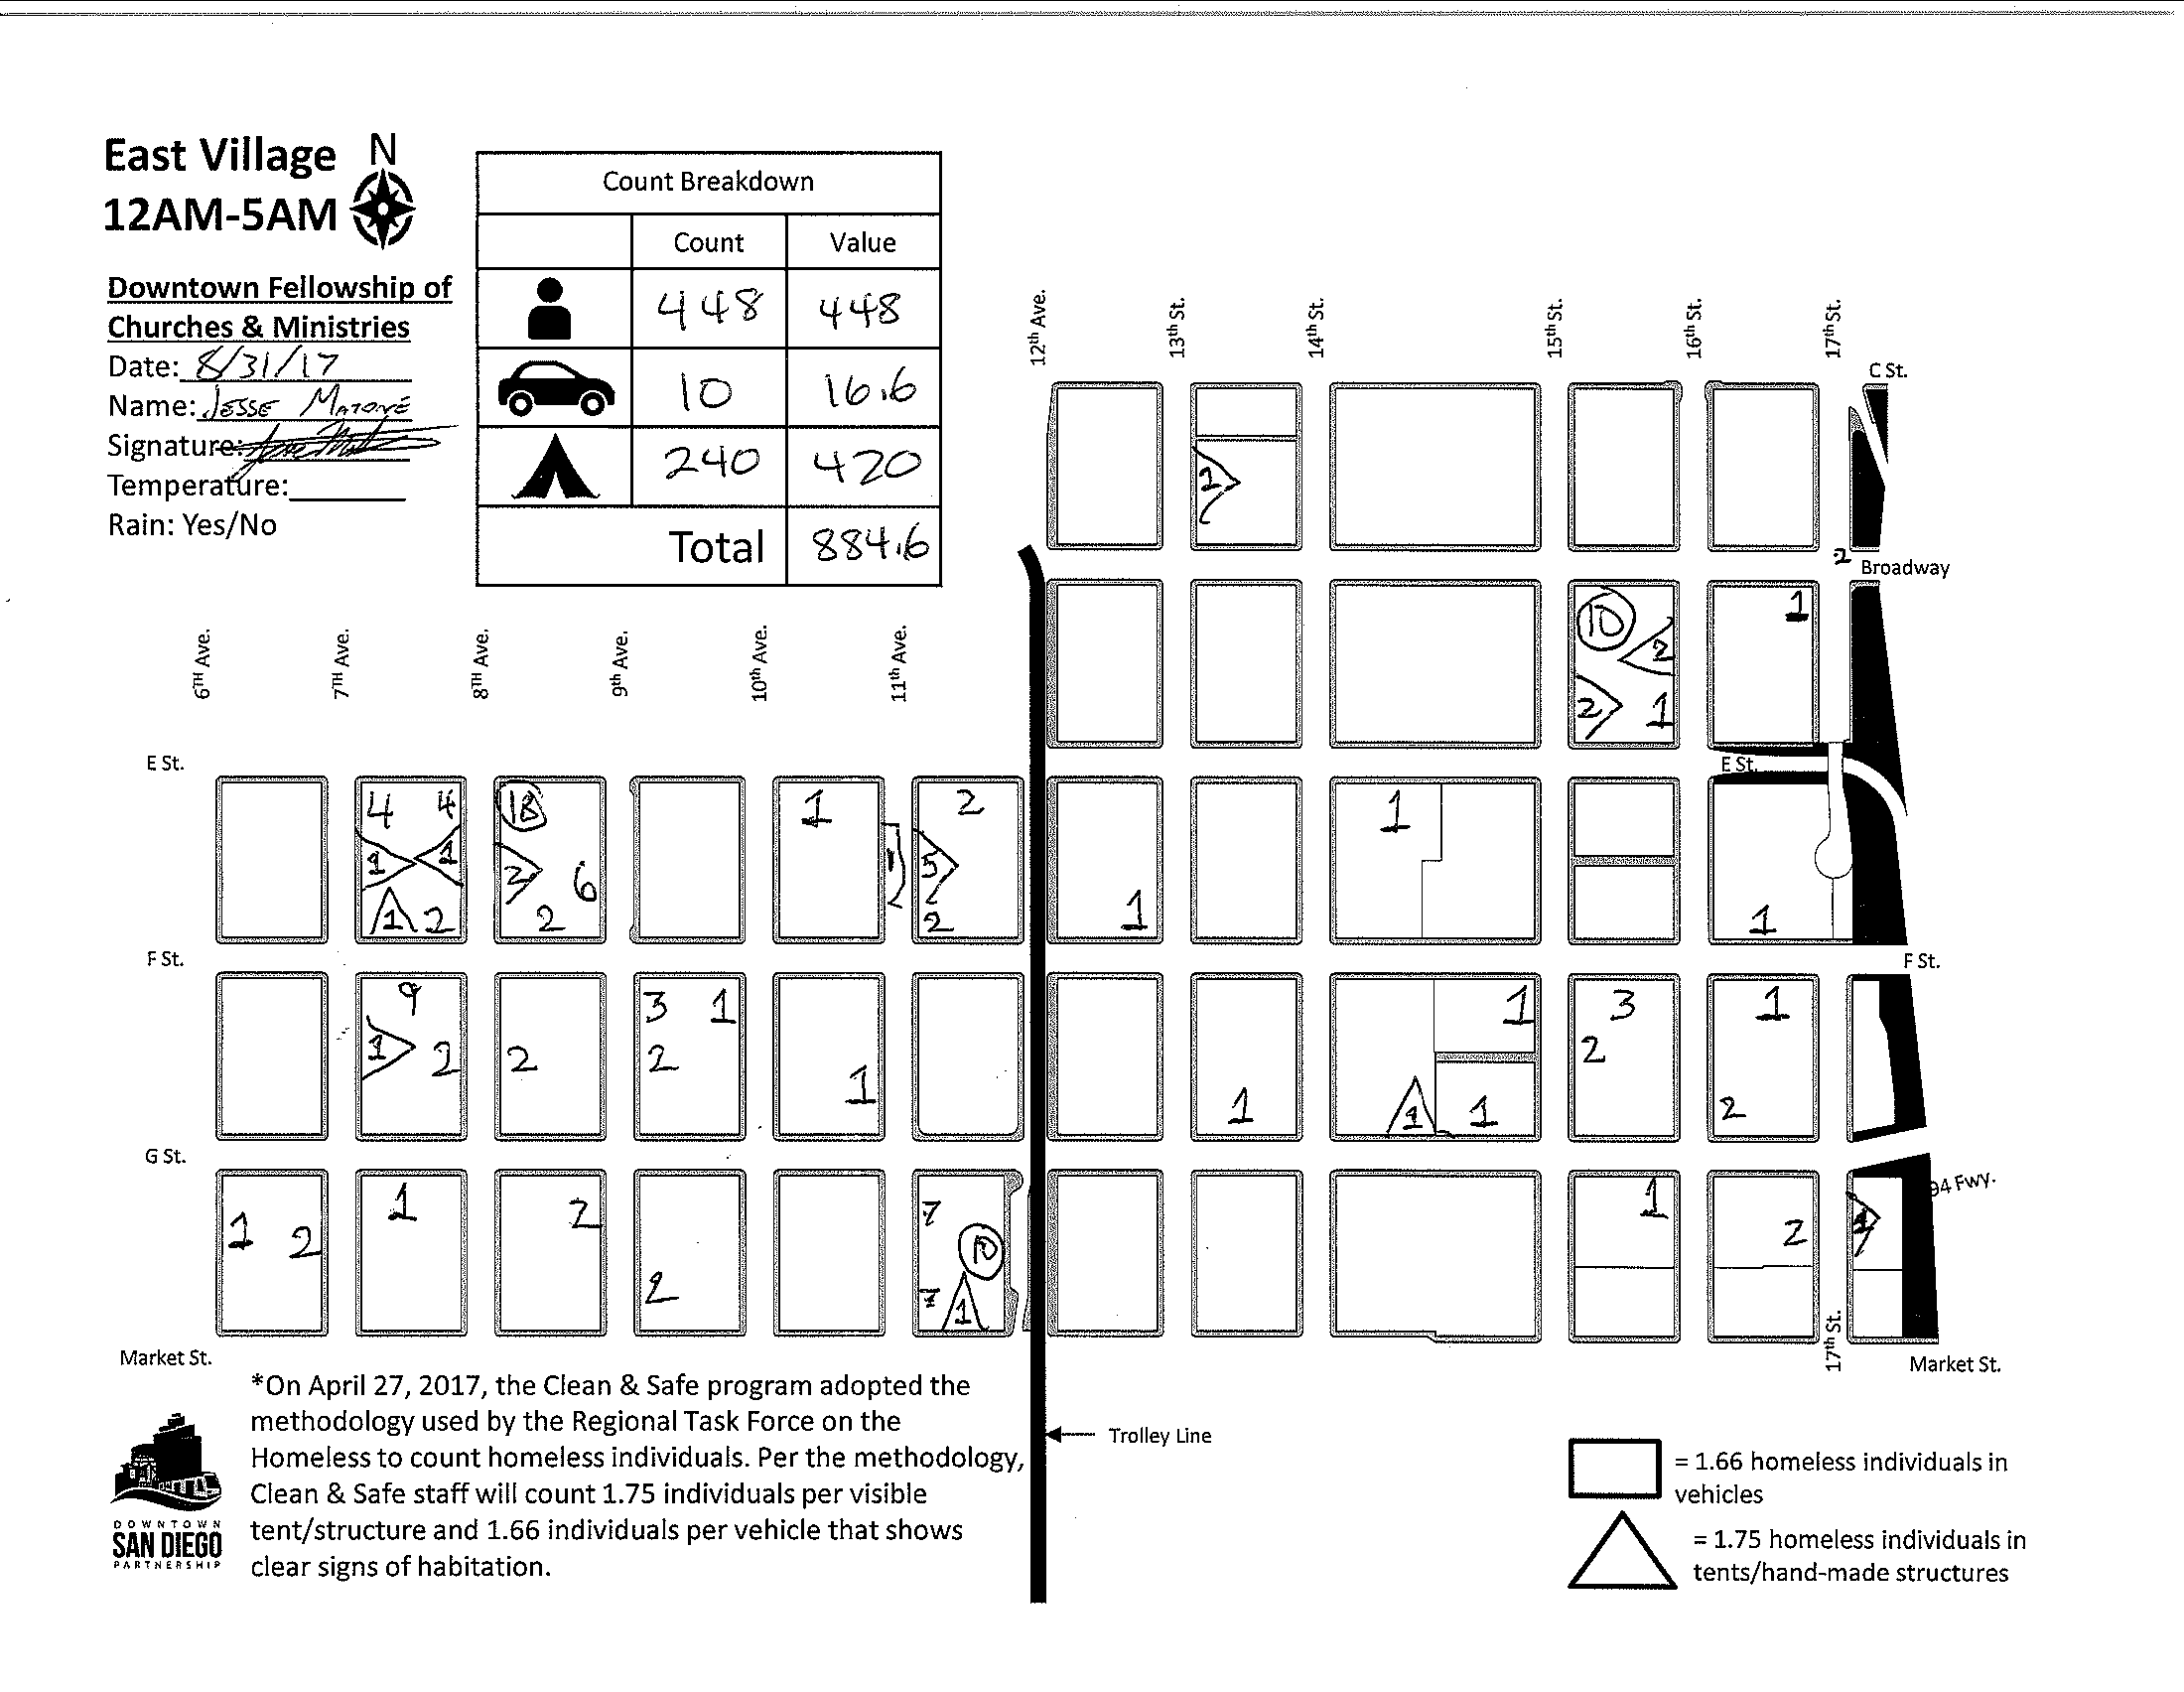 East Village N
12AM-5AM
Downtown Fellowship of
Churches & Ministries
Date: 8/31/17
Name: JESSE MATONÉ
Signature:
Temperature:
Rain: Yes/No
Count Breakdown
Count Value
448 448
10 16.6
240 420
Total 884.6
12th Ave. 13th St. 14th St. 15th St. 16th St. 17th St.
C St.
2
2 Broadway
10 2 1
2 1
6TH Ave. 7TH Ave. 8TH Ave. 9th Ave. 10th Ave. 11th Ave.
E St. E St.
4 4 18 1 2 1
1 1 2 6 1 5
1 2 2 2 1 1
F St. F St.
9 3 1 1 3 1
1 2 2 2 2
1 1 1 1 2
G St.
94 Fwy.
1 2 1 2 7 10 1 2
2 7 1
Market St. 17th St. Market St.
*On April 27, 2017, the Clean & Safe program adopted the
methodology used by the Regional Task Force on the
Homeless to count homeless individuals. Per the methodology,
Clean & Safe staff will count 1.75 individuals per visible
tent/structure and 1.66 individuals per vehicle that shows
clear signs of habitation.
DOWNTOWN
SAN DIEGO
PARTNERSHIP
Trolley Line
= 1.66 homeless individuals in
vehicles
= 1.75 homeless individuals in
tents/hand-made structures